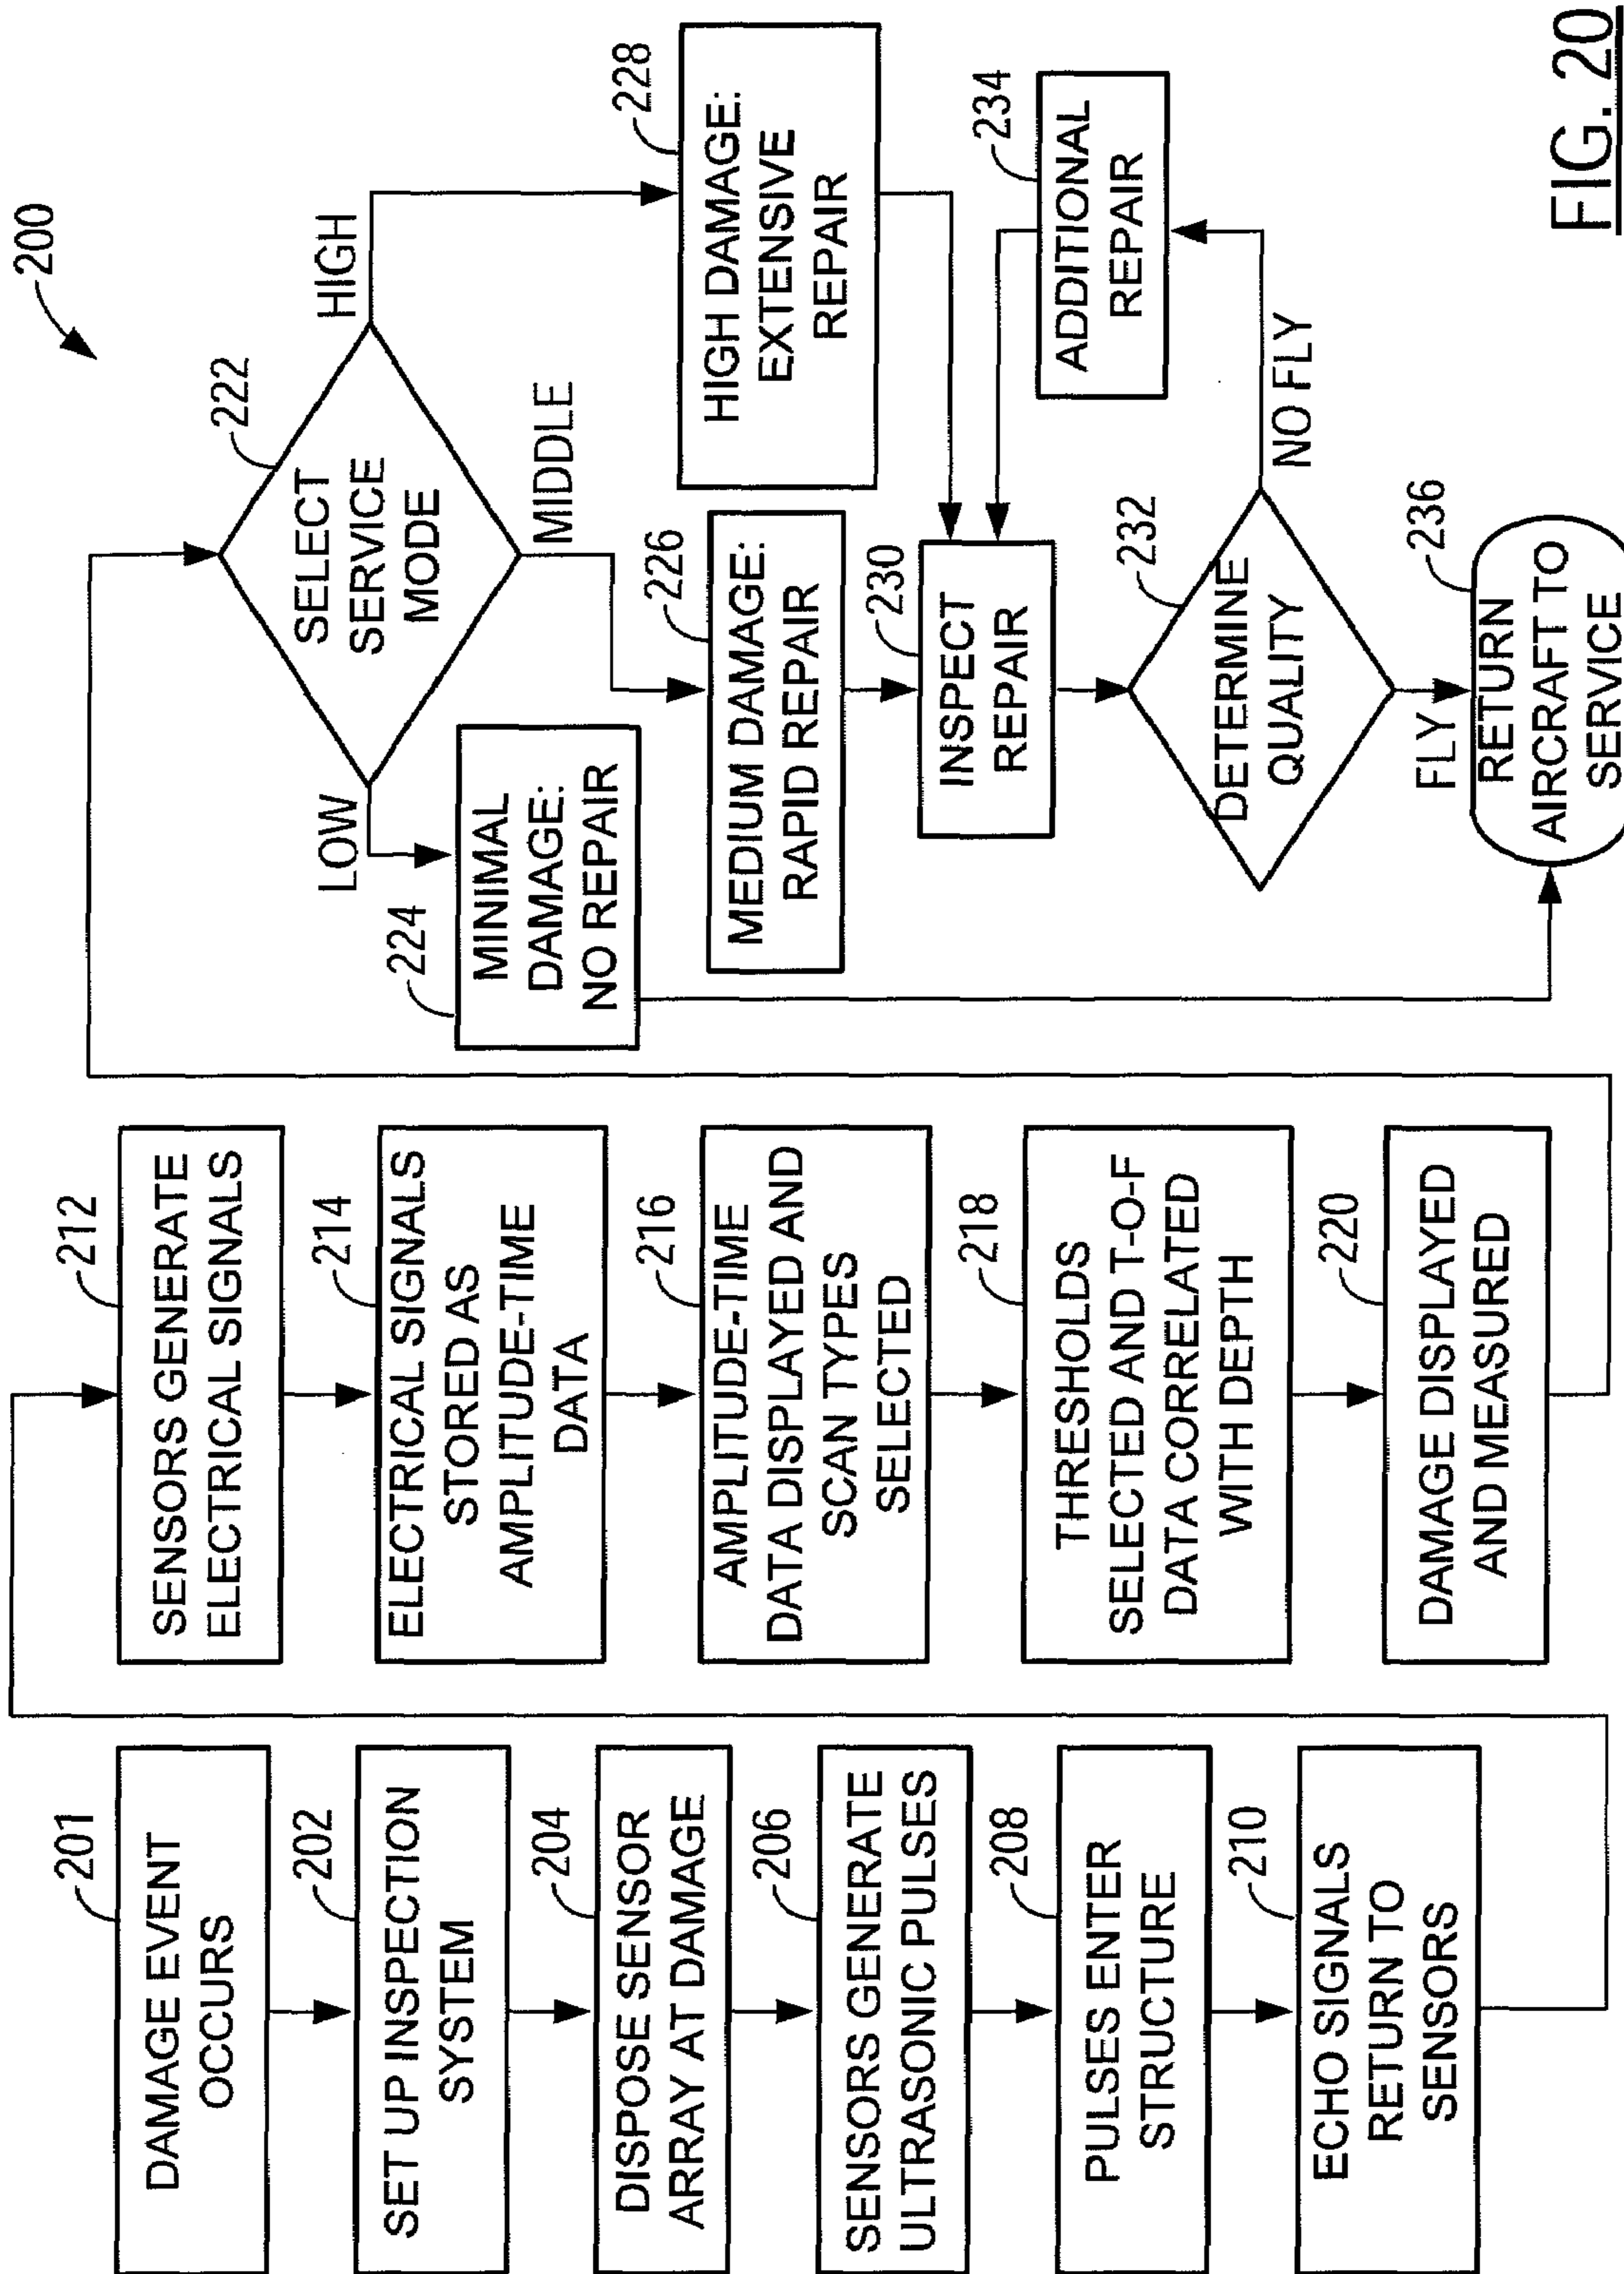 200
201
DAMAGE EVENT
OCCURS
202
SET UP INSPECTION
SYSTEM
204
DISPOSE SENSOR
ARRAY AT DAMAGE
206
SENSORS GENERATE
ULTRASONIC PULSES
208
PULSES ENTER
STRUCTURE
210
ECHO SIGNALS
RETURN TO
SENSORS
212
SENSORS GENERATE
ELECTRICAL SIGNALS
214
ELECTRICAL SIGNALS
STORED AS
AMPLITUDE-TIME
DATA
216
AMPLITUDE-TIME
DATA DISPLAYED AND
SCAN TYPES
SELECTED
218
THRESHOLDS
SELECTED AND T-O-F
DATA CORRELATED
WITH DEPTH
220
DAMAGE DISPLAYED
AND MEASURED
222
SELECT
SERVICE
MODE
LOW
MIDDLE
HIGH
224
MINIMAL
DAMAGE:
NO REPAIR
226
MEDIUM DAMAGE:
RAPID REPAIR
228
HIGH DAMAGE:
EXTENSIVE
REPAIR
230
INSPECT
REPAIR
234
ADDITIONAL
REPAIR
232
DETERMINE
QUALITY
NO FLY
FLY
236
RETURN
AIRCRAFT TO
SERVICE
FIG. 20